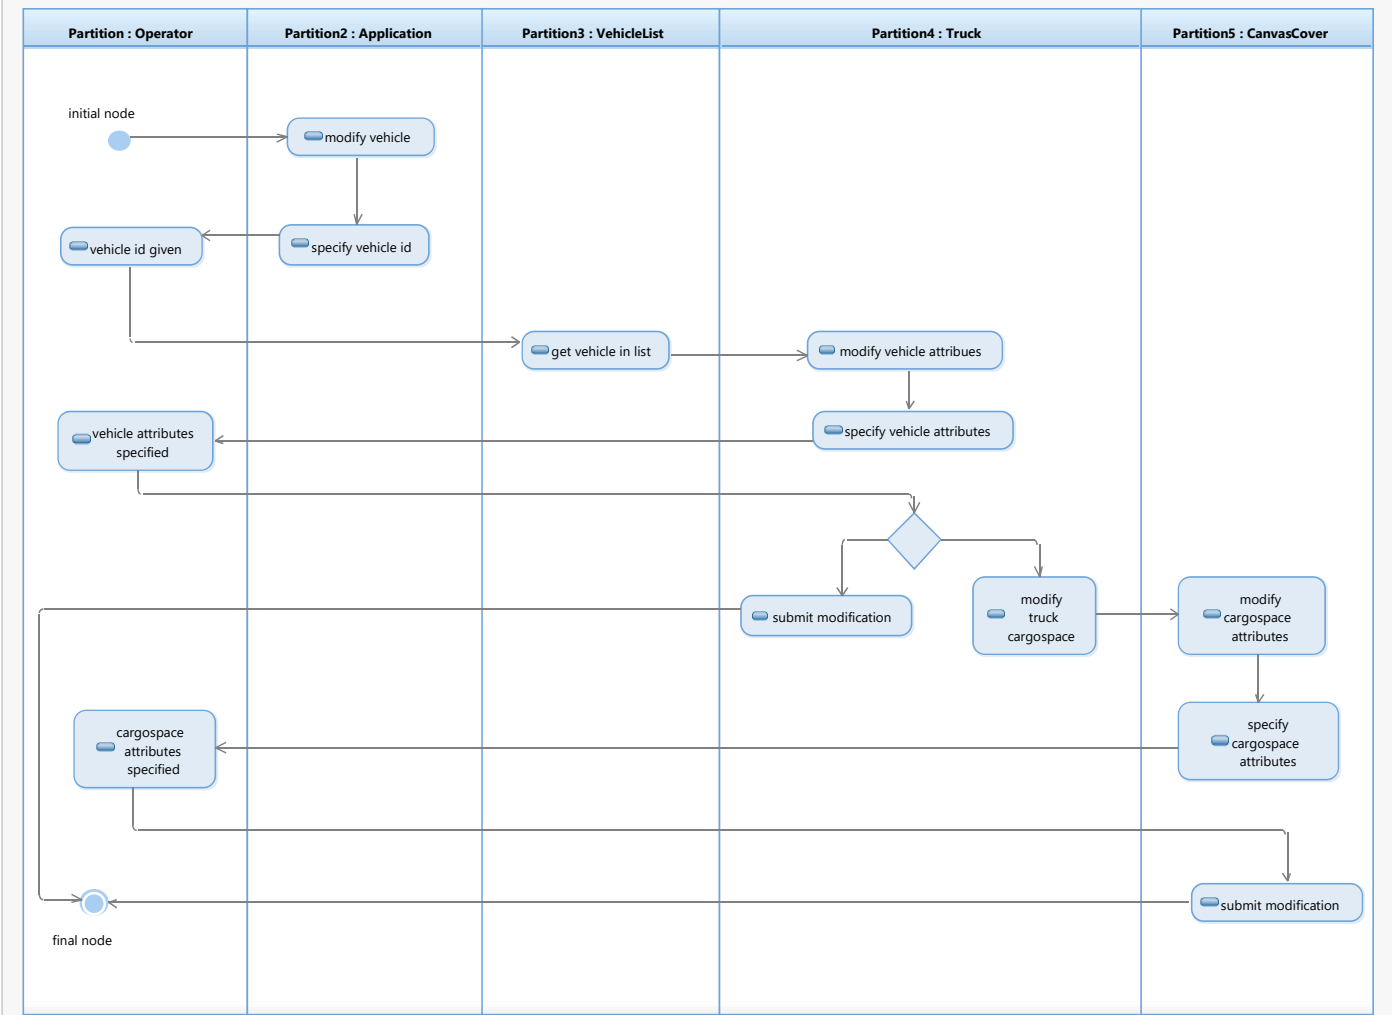 Partition : Operator
Partition2 : Application
Partition3 : VehicleList
Partition4 : Truck
Partition5 : CanvasCover
initial node
modify vehicle
vehicle id given
specify vehicle id
get vehicle in list
modify vehicle attribues
vehicle attributes
specified
specify vehicle attributes
submit modification
modify
truck
cargospace
modify
cargospace
attributes
cargospace
attributes
specified
specify
cargospace
attributes
submit modification
final node